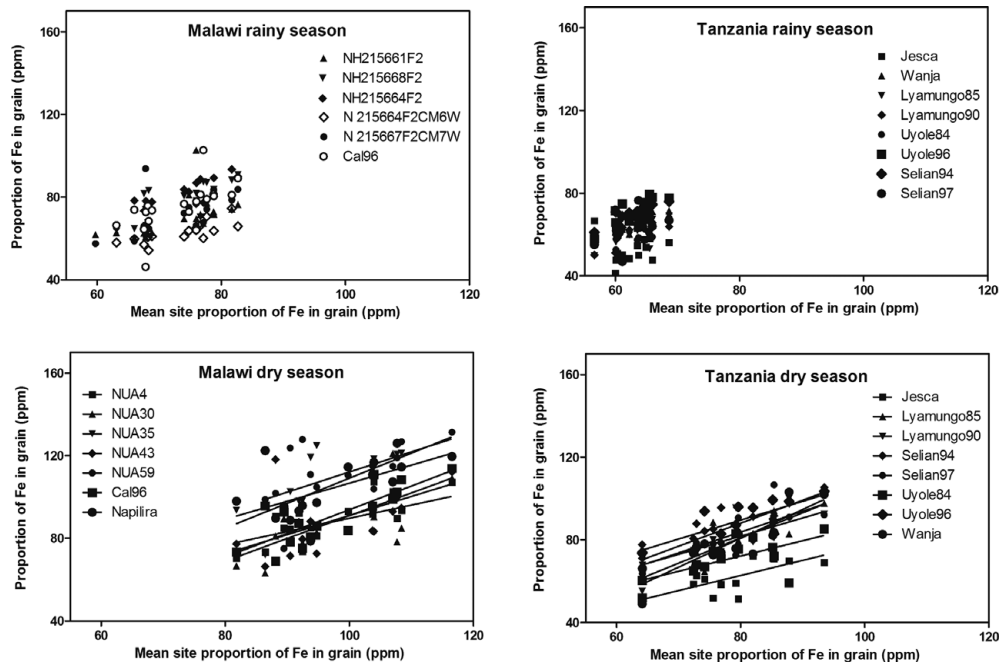 Malawi rainy season
Proportion of Fe in grain (ppm)
160
120
80
40
60
80
100
120
Mean site proportion of Fe in grain (ppm)
NH215661F2
NH215668F2
NH215664F2
N 215664F2CM6W
N 215667F2CM7W
Cal96
Tanzania rainy season
Proportion of Fe in grain (ppm)
160
120
80
40
60
80
100
120
Mean site proportion of Fe in grain (ppm)
Jesca
Wanja
Lyamungo85
Lyamungo90
Uyole84
Uyole96
Selian94
Selian97
Malawi dry season
Proportion of Fe in grain (ppm)
160
120
80
40
60
80
100
120
Mean site proportion of Fe in grain (ppm)
NUA4
NUA30
NUA35
NUA43
NUA59
Cal96
Napilira
Tanzania dry season
Proportion of Fe in grain (ppm)
160
120
80
40
60
80
100
120
Mean site proportion of Fe in grain (ppm)
Jesca
Lyamungo85
Lyamungo90
Selian94
Selian97
Uyole84
Uyole96
Wanja